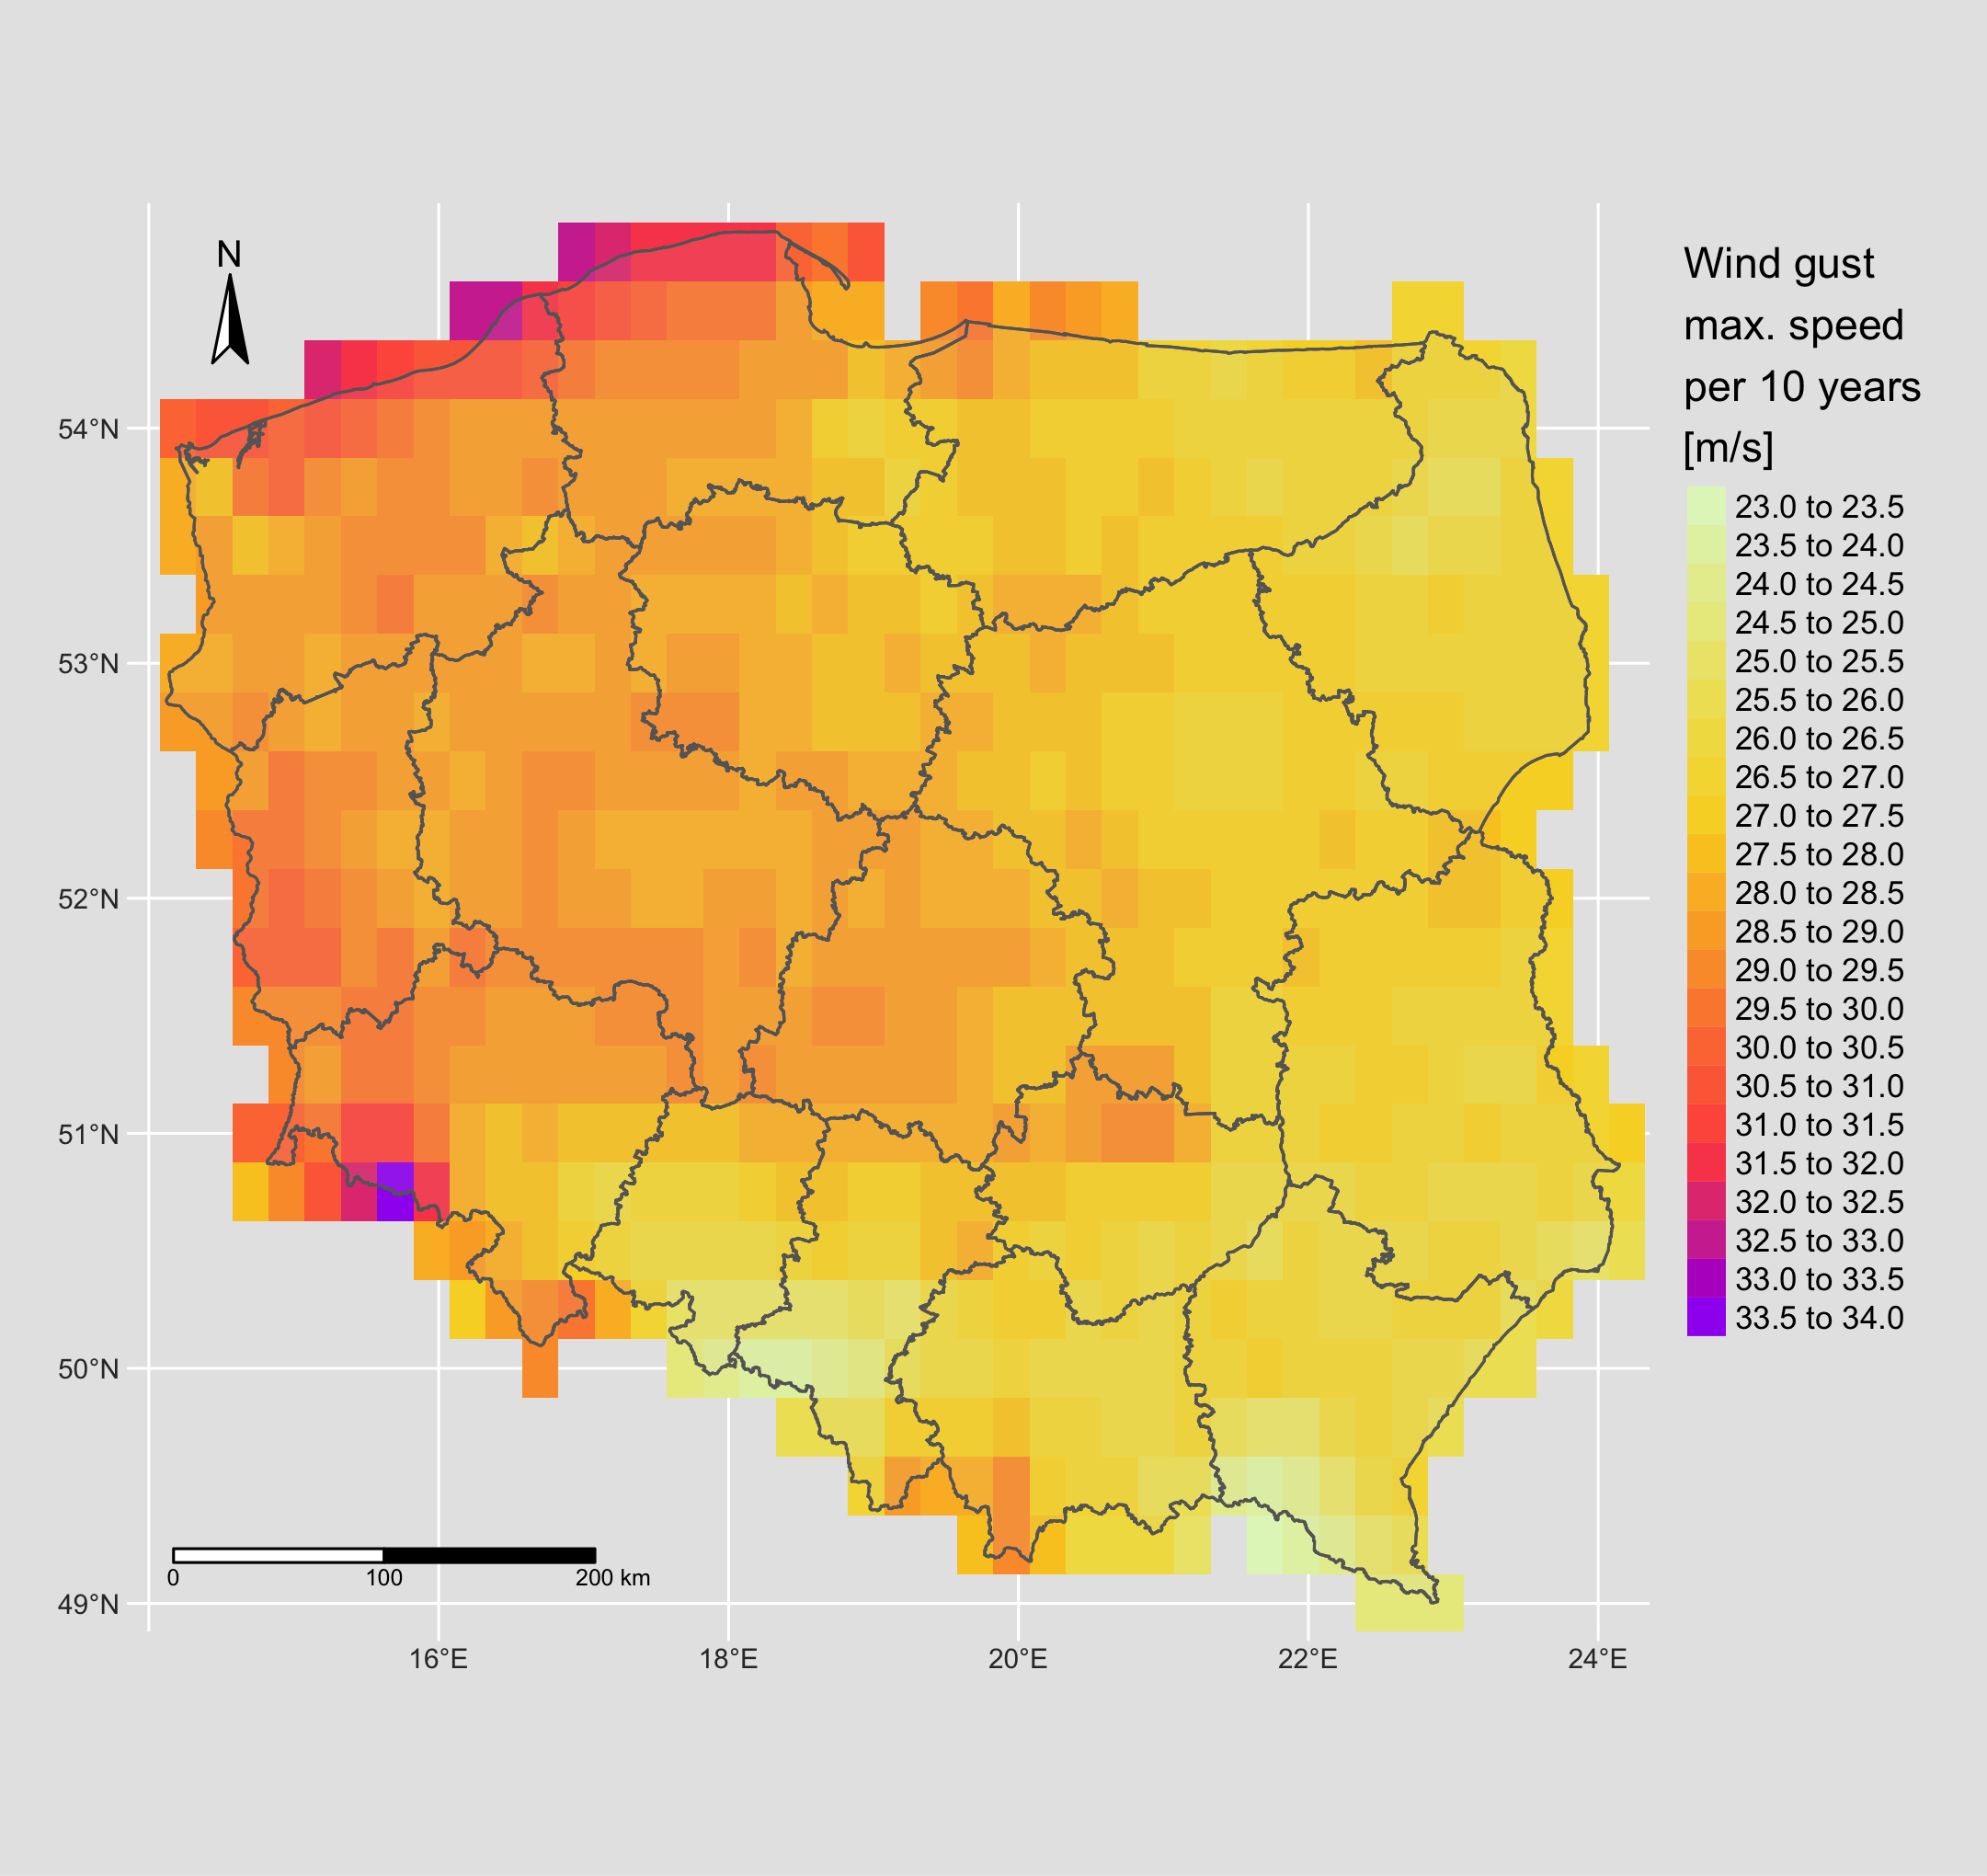 N
54°N
53°N
52°N
51°N
50°N
49°N
16°E
18°E
20°E
22°E
24°E
0
100
200 km
Wind gust
max. speed
per 10 years
[m/s]
23.0 to 23.5
23.5 to 24.0
24.0 to 24.5
24.5 to 25.0
25.0 to 25.5
25.5 to 26.0
26.0 to 26.5
26.5 to 27.0
27.0 to 27.5
27.5 to 28.0
28.0 to 28.5
28.5 to 29.0
29.0 to 29.5
29.5 to 30.0
30.0 to 30.5
30.5 to 31.0
31.0 to 31.5
31.5 to 32.0
32.0 to 32.5
32.5 to 33.0
33.0 to 33.5
33.5 to 34.0